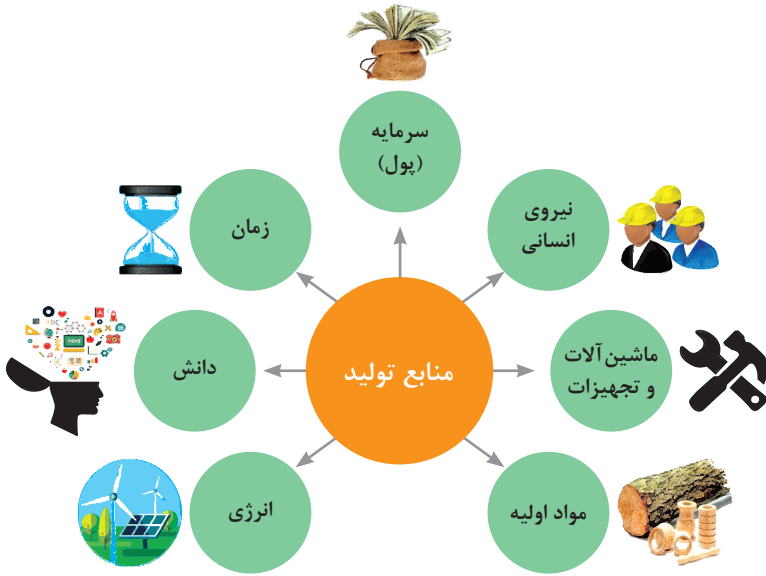 سرمایه
(پول)
نیروی
انسانی
زمان
ماشین‌آلات
و تجهیزات
منابع تولید
دانش
مواد اولیه
انرژی